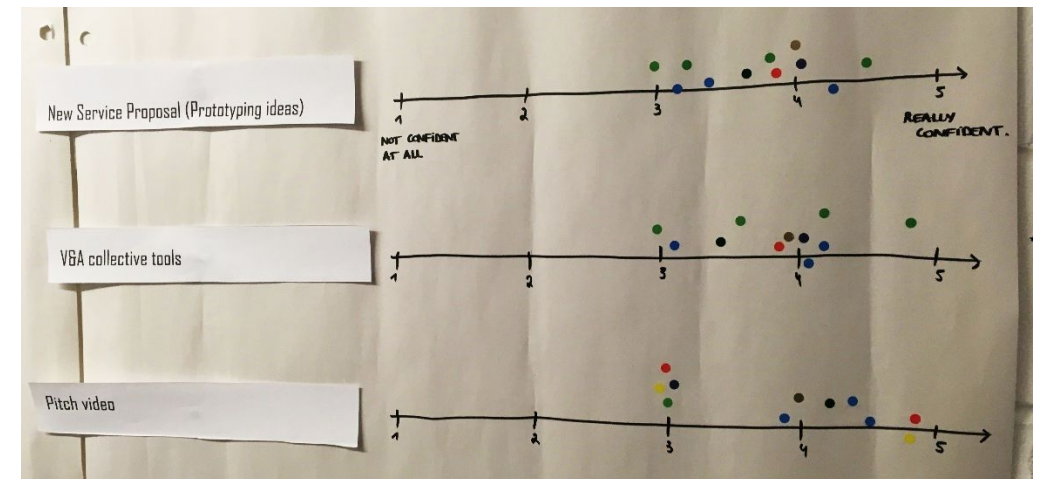 New Service Proposal (Prototyping ideas)
1 2 3 4 5
NOT CONFIDENT
AT ALL
REALLY
CONFIDENT.
V&A collective tools
1 2 3 4 5
Pitch video
1 2 3 4 5